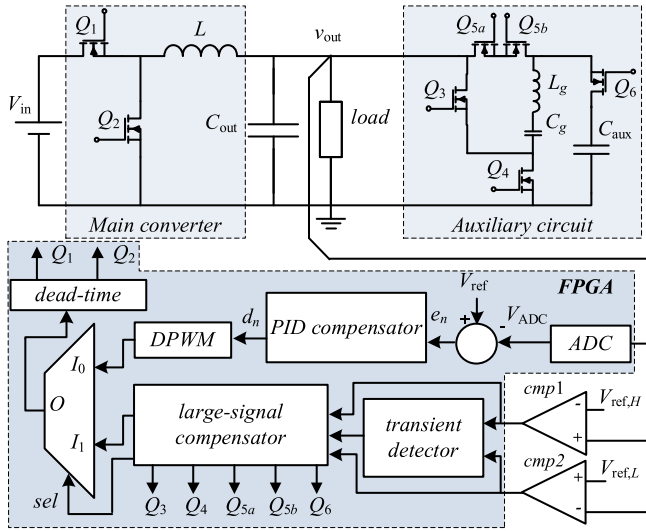 Q1 L vout Q5a Q5b
Vin Q2 Cout load Q3 Lg Cg Q6 Caux
Q4
Main converter Auxiliary circuit
Q1 Q2
dead-time Vref FPGA
I0 DPWM dn PID compensator en + - VADC ADC
O I1 large-signal compensator transient detector cmp1 - + Vref,H
sel cmp2 + - Vref,L
Q3 Q4 Q5a Q5b Q6